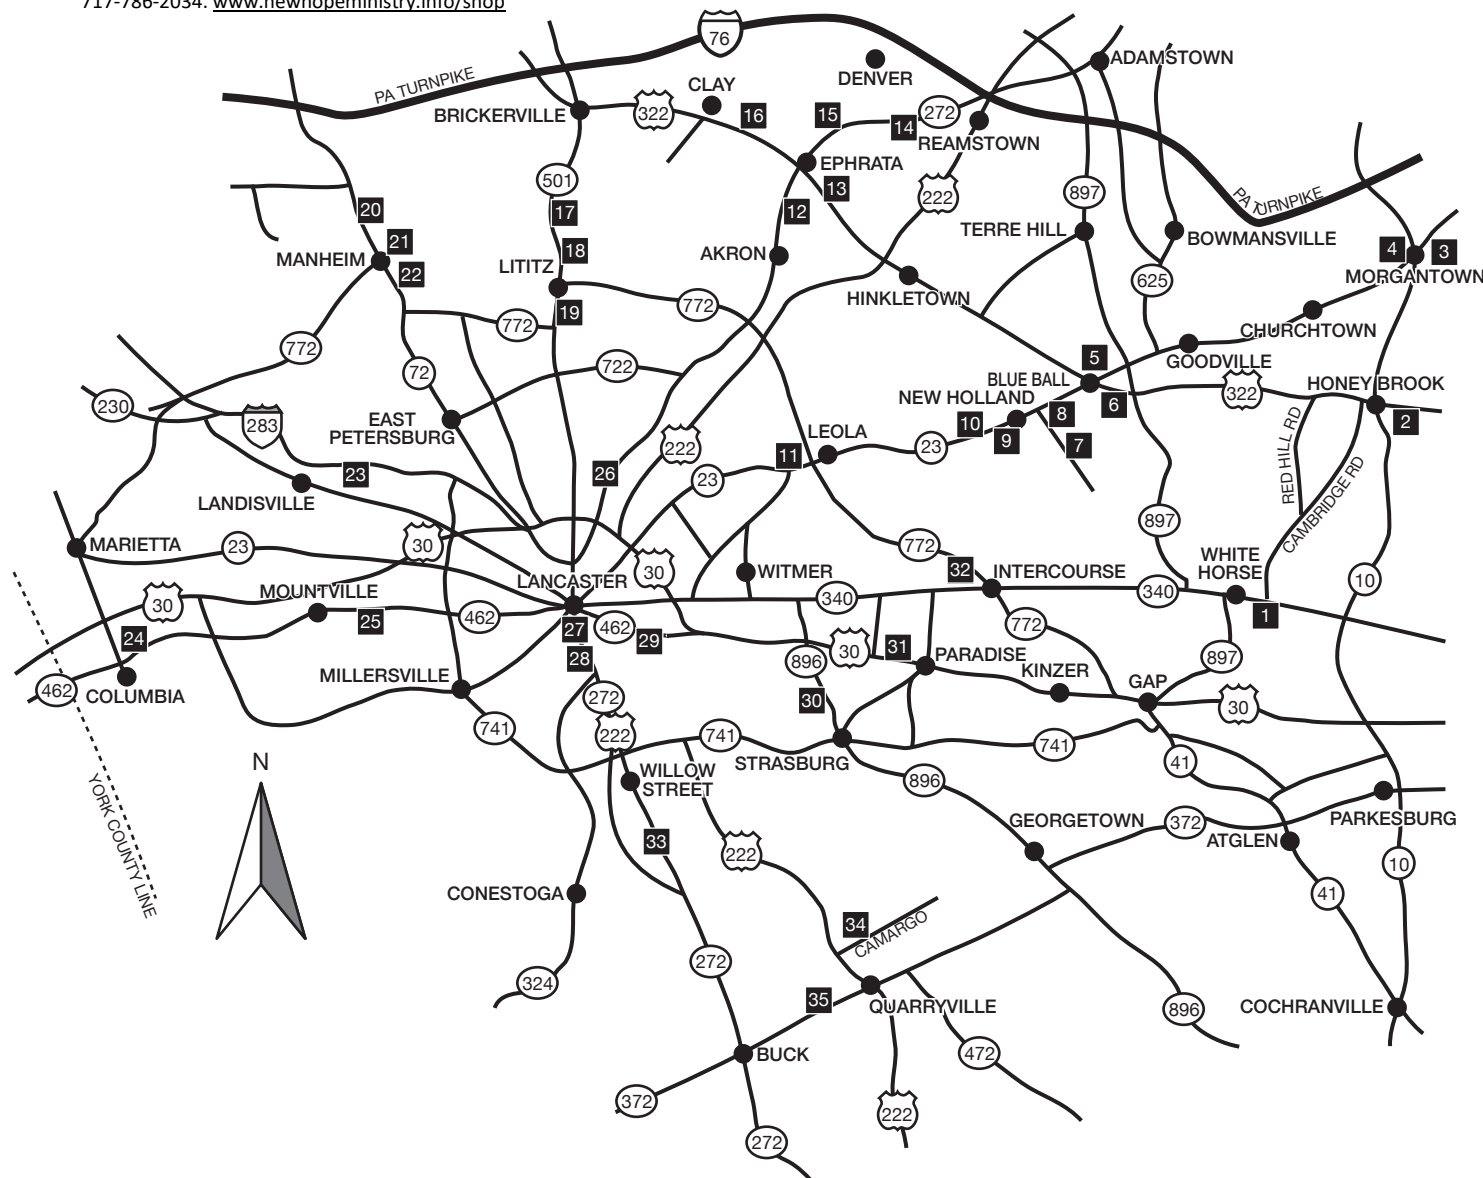 717-786-2034. www.newhopeministry.info/shop
76
PA TURNPIKE
DENVER
ADAMSTOWN
CLAY
BRICKERVILLE
322
16
15
14
272
REAMSTOWN
EPHRATA
501
13
222
897
PA TURNPIKE
20
17
12
21
18
TERRE HILL
BOWMANSVILLE
4
3
MANHEIM
22
LITITZ
AKRON
MORGANTOWN
HINKLETOWN
625
19
772
772
CHURCHTOWN
772
GOODVILLE
72
722
5
BLUE BALL
322
HONEY BROOK
230
283
EAST
PETERSBURG
NEW HOLLAND
6
8
10
9
7
2
222
LEOLA
23
11
RED HILL RD
CAMBRIDGE RD
23
26
23
LANDISVILLE
897
MARIETTA
23
30
772
WHITE
HORSE
30
LANCASTER
WITMER
32
INTERCOURSE
10
MOUNTVILLE
30
25
462
340
340
1
24
27
462
29
772
28
896
30
31
PARADISE
897
462
COLUMBIA
MILLERSVILLE
KINZER
GAP
272
30
30
741
222
741
STRASBURG
741
41
N
WILLOW
STREET
896
YORK COUNTY LINE
33
222
GEORGETOWN
372
ATGLEN
PARKESBURG
10
CONESTOGA
41
34
CAMARGO
272
324
35
QUARRYVILLE
896
COCHRANVILLE
BUCK
472
372
222
272